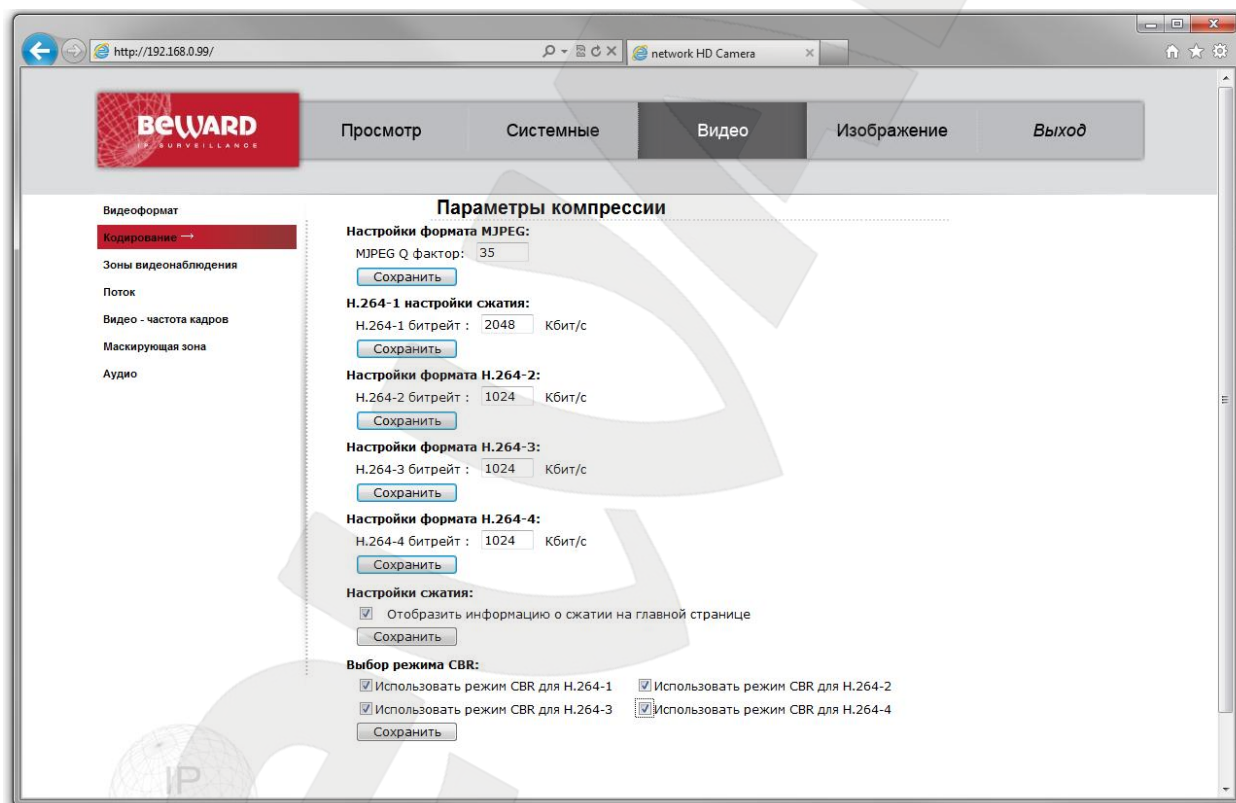 http://192.168.0.99/
network HD Camera
BEWARD
IP SURVEILLANCE
Просмотр
Системные
Видео
Изображение
Выход
Видеоформат
Кодирование →
Зоны видеонаблюдения
Поток
Видео - частота кадров
Маскирующая зона
Аудио
Параметры компрессии
Настройки формата MJPEG:
MJPEG Q фактор: 35
Сохранить
H.264-1 настройки сжатия:
H.264-1 битрейт : 2048 Кбит/с
Сохранить
Настройки формата H.264-2:
H.264-2 битрейт : 1024 Кбит/с
Сохранить
Настройки формата H.264-3:
H.264-3 битрейт : 1024 Кбит/с
Сохранить
Настройки формата H.264-4:
H.264-4 битрейт : 1024 Кбит/с
Сохранить
Настройки сжатия:
Отобразить информацию о сжатии на главной странице
Сохранить
Выбор режима CBR:
Использовать режим CBR для H.264-1 Использовать режим CBR для H.264-2
Использовать режим CBR для H.264-3 Использовать режим CBR для H.264-4
Сохранить
IP